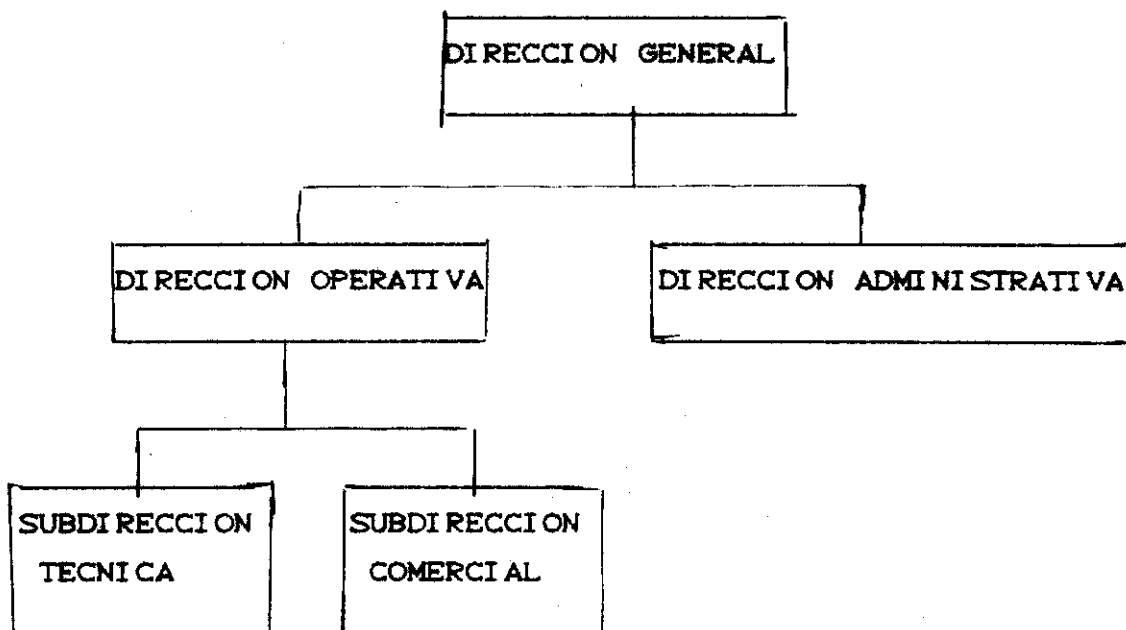 DIRECCION GENERAL
DIRECCION OPERATIVA
DIRECCION ADMINISTRATIVA
SUBDIRECCION
TECNICA
SUBDIRECCION
COMERCIAL